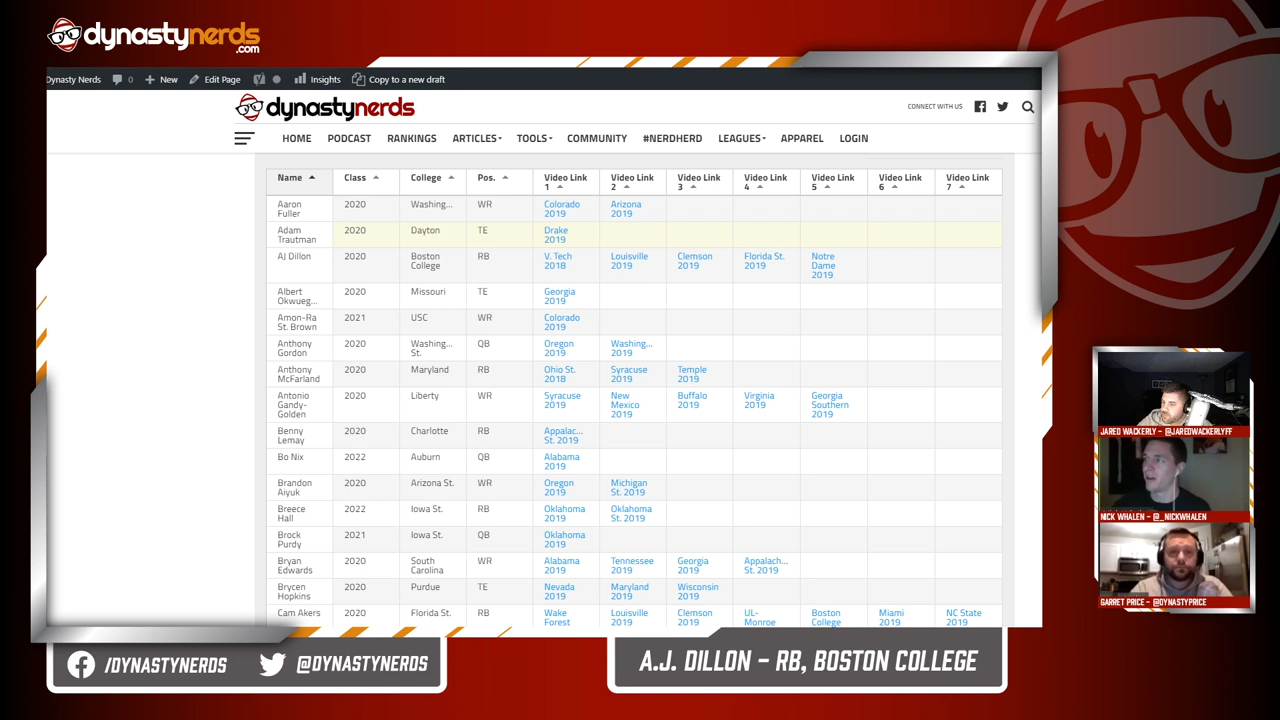 dynastynerds
.com
Dynasty Nerds 0 New Edit Page Insights Copy to a new draft
dynastynerds
CONNECT WITH US
HOME PODCAST RANKINGS ARTICLES TOOLS COMMUNITY #NERDHERD LEAGUES APPAREL LOGIN
Name Class College Pos. Video Link Video Link Video Link Video Link Video Link Video Link Video Link
1 2 3 4 5 6 7
Aaron 2020 Washing... WR Colorado Arizona
Fuller 2019 2019
Adam 2020 Dayton TE Drake
Trautman 2019
AJ Dillon 2020 Boston RB V. Tech Louisville Clemson Florida St. Notre
College 2018 2019 2019 2019 Dame
2019
Albert 2020 Missouri TE Georgia
Okwueg... 2019
Amon-Ra 2021 USC WR Colorado
St. Brown 2019
Anthony 2020 Washing... QB Oregon Washing...
Gordon St. 2019 2019
Anthony 2020 Maryland RB Ohio St. Syracuse Temple
McFarland 2018 2019 2019
Antonio 2020 Liberty WR Syracuse New Buffalo Virginia Georgia
Gandy- 2019 Mexico 2019 2019 Southern
Golden 2019 2019
Benny 2020 Charlotte RB Appalac...
Lemay St. 2019
Bo Nix 2022 Auburn QB Alabama
2019
Brandon 2020 Arizona St. WR Oregon Michigan
Aiyuk 2019 St. 2019
Breece 2022 Iowa St. RB Oklahoma Oklahoma
Hall 2019 St. 2019
Brock 2021 Iowa St. QB Oklahoma
Purdy 2019
Bryan 2020 South WR Alabama Tennessee Georgia Appalach...
Edwards Carolina 2019 2019 2019 St. 2019
Brycen 2020 Purdue TE Nevada Maryland Wisconsin
Hopkins 2019 2019 2019
Cam Akers 2020 Florida St. RB Wake Louisville Clemson UL- Boston Miami NC State
Forest 2019 2019 Monroe College 2019 2019
JARED WACKERLY – @JAREDWACKERLYFF
NICK WHALEN – @_NICKWHALEN
GARRET PRICE – @DYNASTYPRICE
/DYNASTYNERDS @DYNASTYNERDS
A.J. DILLON – RB, BOSTON COLLEGE